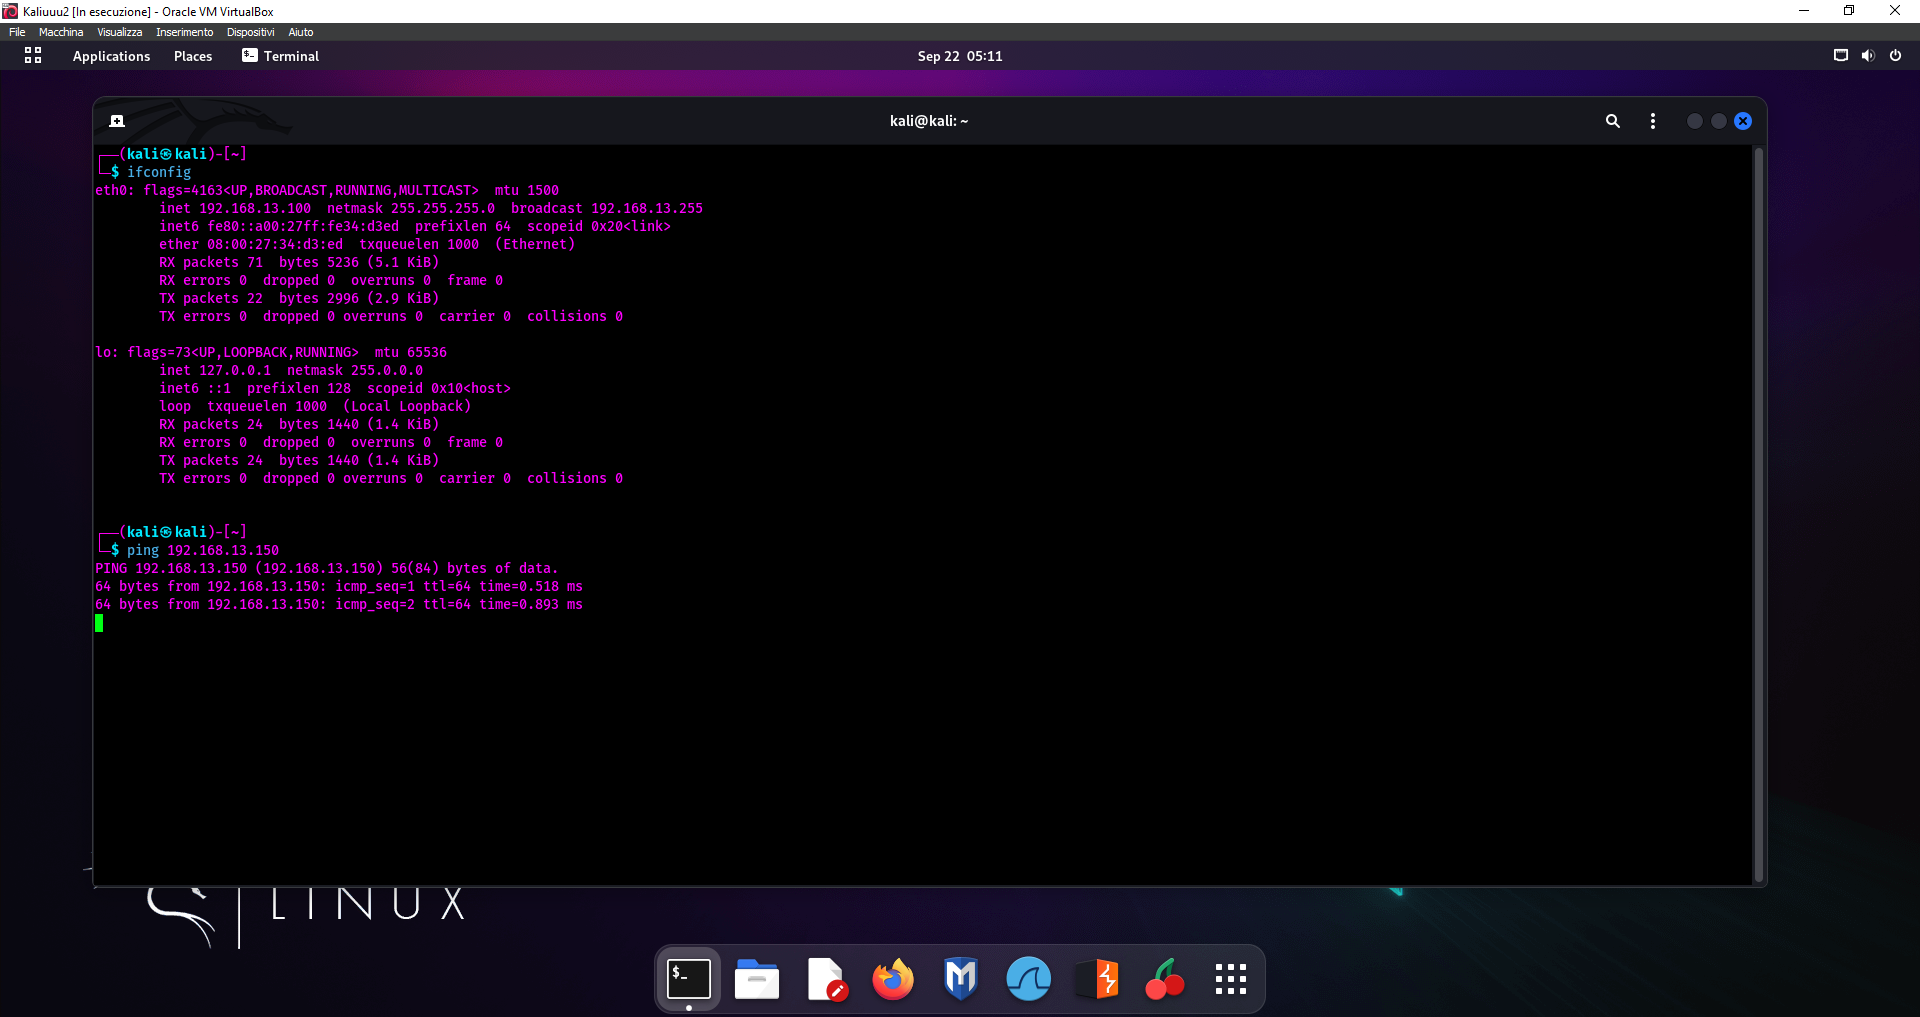 Kaliuuu2 [In esecuzione] - Oracle VM VirtualBox
File Macchina Visualizza Inserimento Dispositivi Aiuto
Applications Places Terminal Sep 22 05:11
kali@kali: ~
┌──(kali㉿kali)-[~]
└─$ ifconfig
eth0: flags=4163<UP,BROADCAST,RUNNING,MULTICAST>  mtu 1500
        inet 192.168.13.100  netmask 255.255.255.0  broadcast 192.168.13.255
        inet6 fe80::a00:27ff:fe34:d3ed  prefixlen 64  scopeid 0x20<link>
        ether 08:00:27:34:d3:ed  txqueuelen 1000  (Ethernet)
        RX packets 71  bytes 5236 (5.1 KiB)
        RX errors 0  dropped 0  overruns 0  frame 0
        TX packets 22  bytes 2996 (2.9 KiB)
        TX errors 0  dropped 0 overruns 0  carrier 0  collisions 0
lo: flags=73<UP,LOOPBACK,RUNNING>  mtu 65536
        inet 127.0.0.1  netmask 255.0.0.0
        inet6 ::1  prefixlen 128  scopeid 0x10<host>
        loop  txqueuelen 1000  (Local Loopback)
        RX packets 24  bytes 1440 (1.4 KiB)
        RX errors 0  dropped 0  overruns 0  frame 0
        TX packets 24  bytes 1440 (1.4 KiB)
        TX errors 0  dropped 0 overruns 0  carrier 0  collisions 0
┌──(kali㉿kali)-[~]
└─$ ping 192.168.13.150
PING 192.168.13.150 (192.168.13.150) 56(84) bytes of data.
64 bytes from 192.168.13.150: icmp_seq=1 ttl=64 time=0.518 ms
64 bytes from 192.168.13.150: icmp_seq=2 ttl=64 time=0.893 ms
LINUX